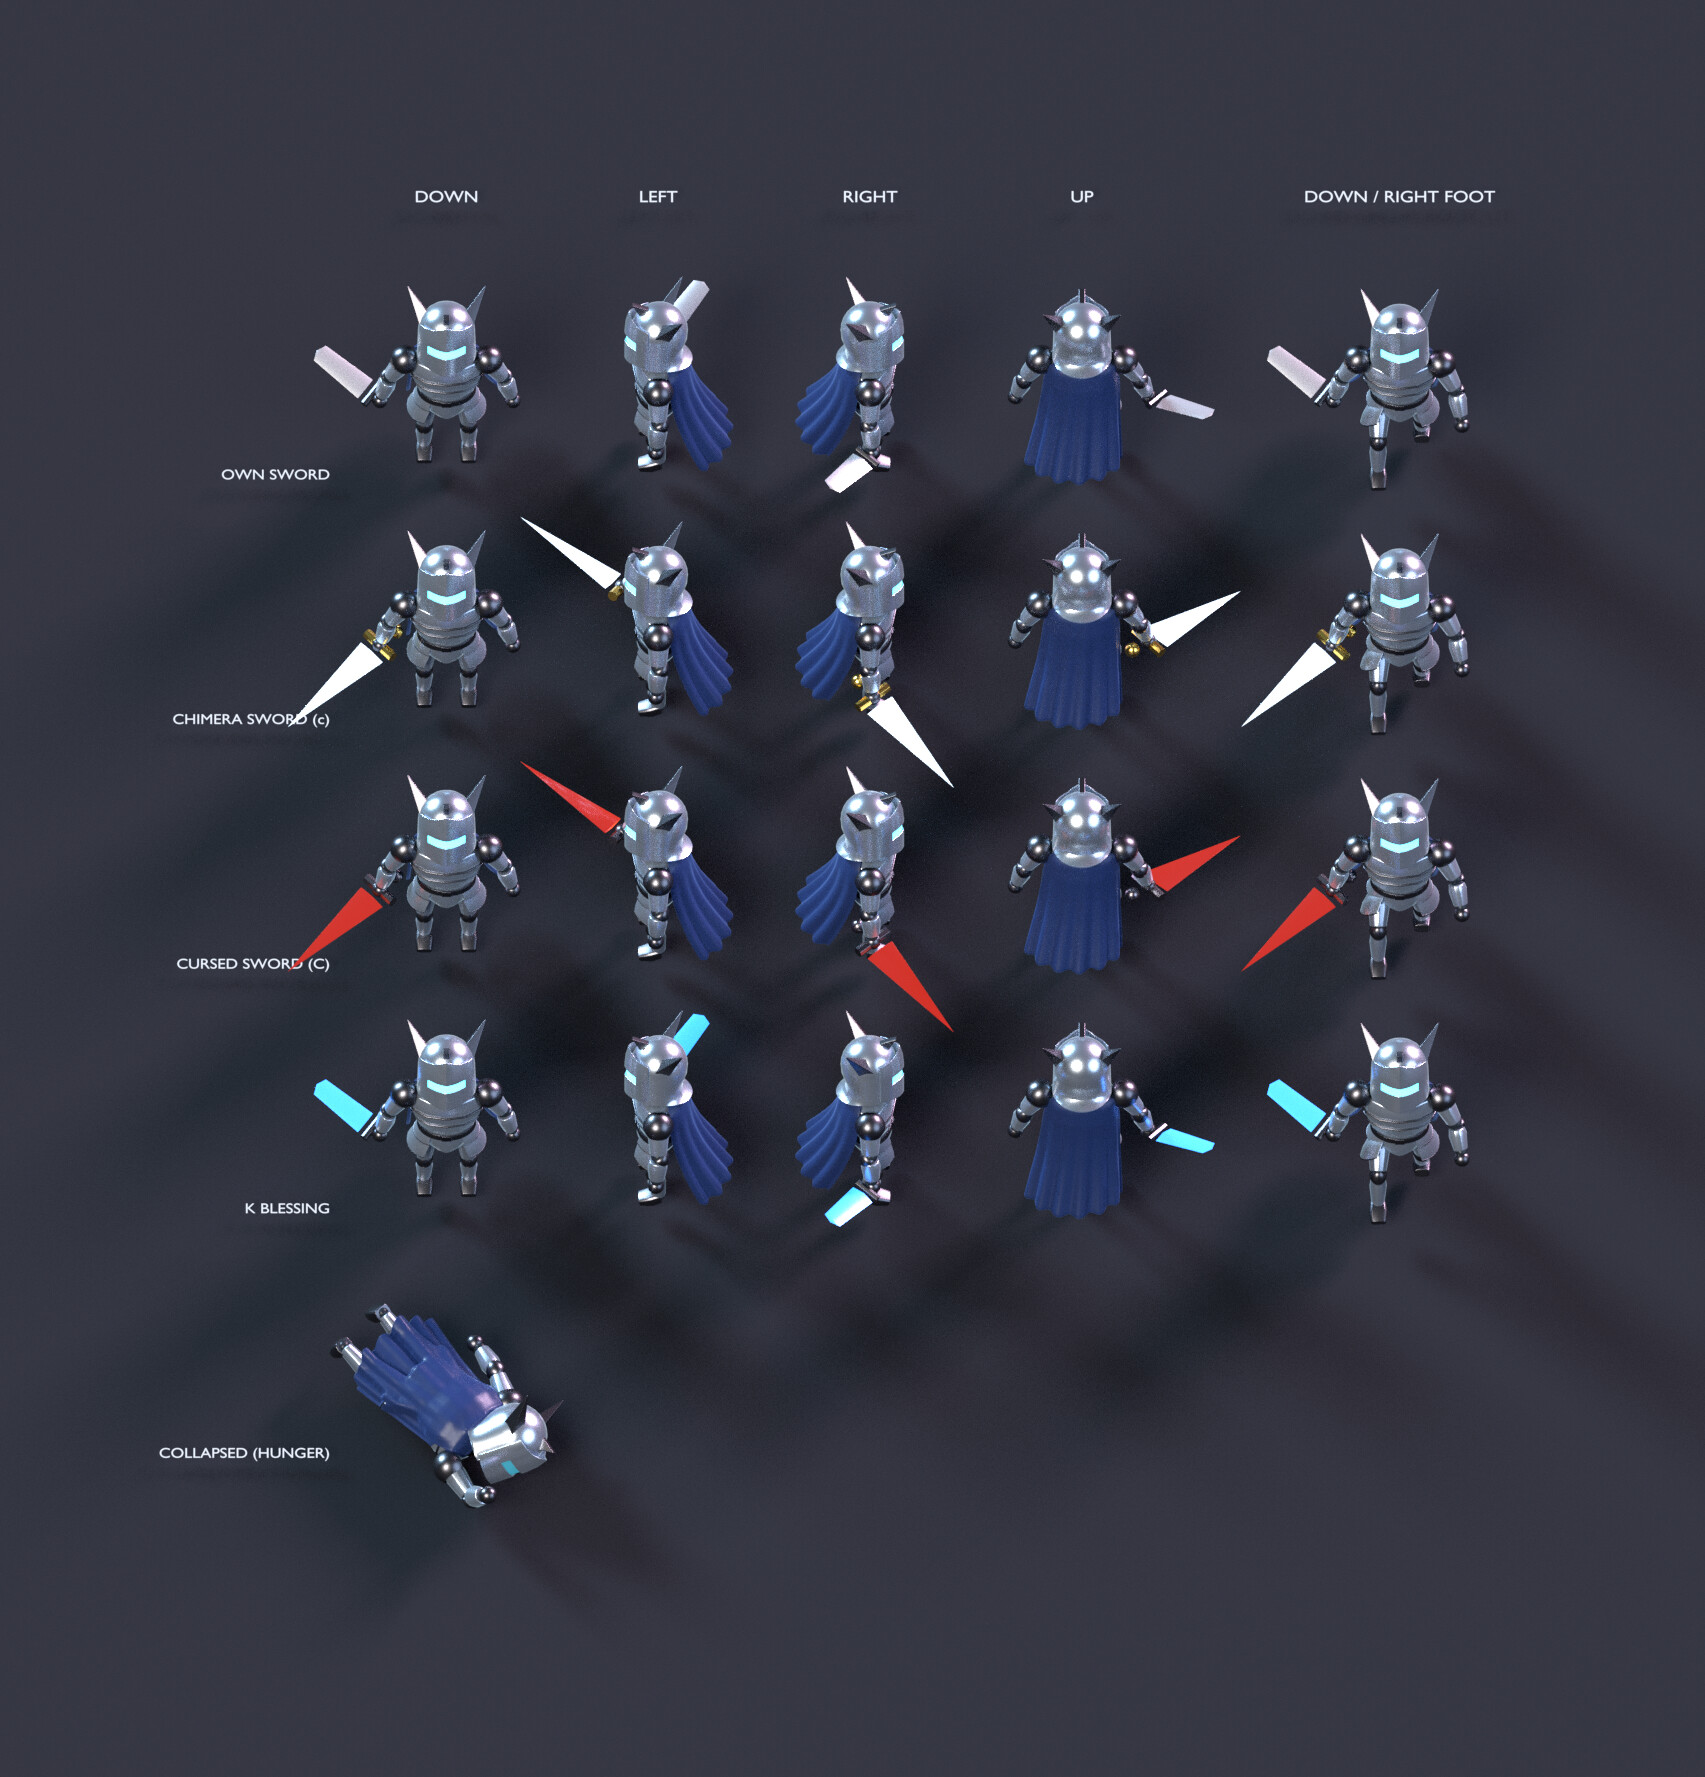 DOWN
LEFT
RIGHT
UP
DOWN / RIGHT FOOT
OWN SWORD
CHIMERA SWORD (c)
CURSED SWORD (C)
K BLESSING
COLLAPSED (HUNGER)